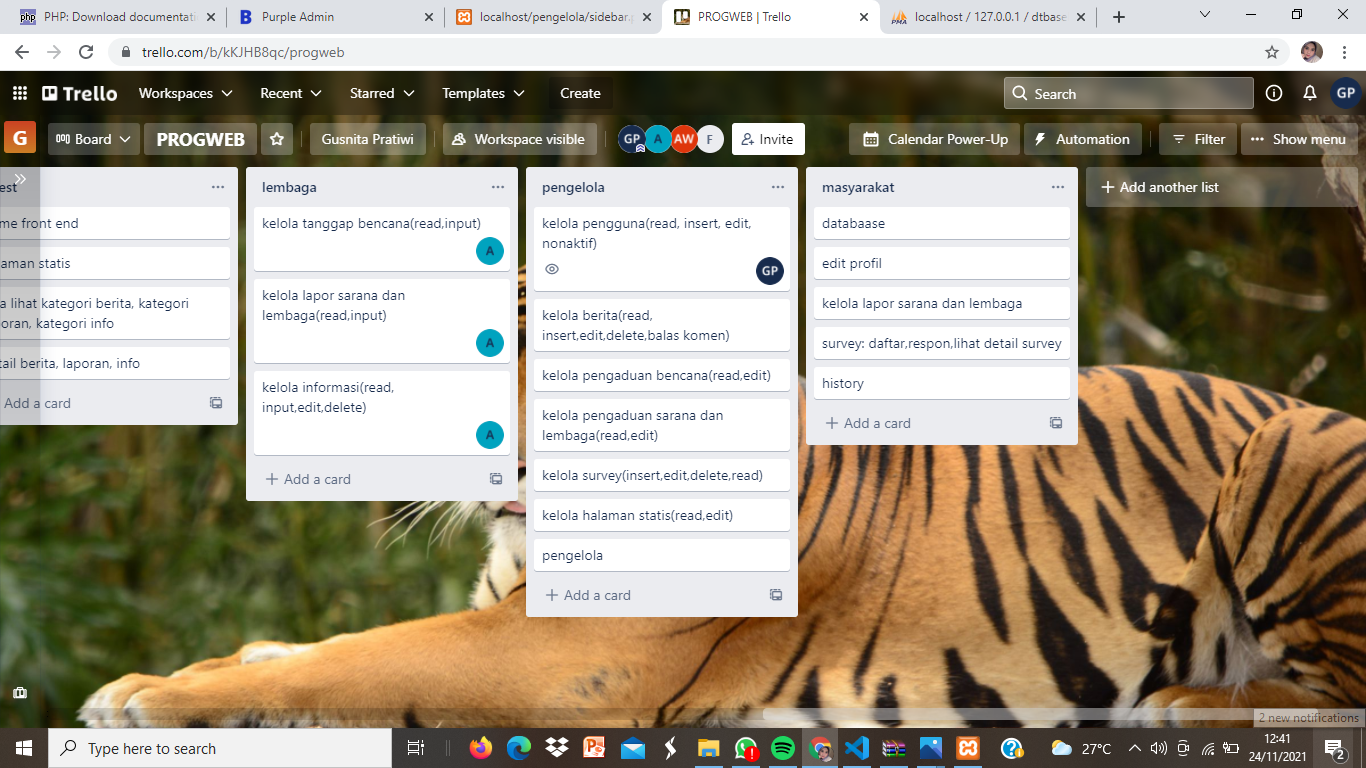 PHP: Download documentati
Purple Admin
localhost/pengelola/sidebar.p
PROGWEB | Trello
localhost / 127.0.0.1 / dtbase
trello.com/b/kKJHB8qc/progweb
Trello
Workspaces
Recent
Starred
Templates
Create
Search
GP
G
Board
PROGWEB
Gusnita Pratiwi
Workspace visible
GP
A
AW
F
Invite
Calendar Power-Up
Automation
Filter
Show menu
est
me front end
aman statis
a lihat kategori berita, kategori
poran, kategori info
tail berita, laporan, info
Add a card
lembaga
kelola tanggap bencana(read,input)
A
kelola lapor sarana dan
lembaga(read,input)
A
kelola informasi(read,
input,edit,delete)
A
Add a card
pengelola
kelola pengguna(read, insert, edit,
nonaktif)
GP
kelola berita(read,
insert,edit,delete,balas komen)
kelola pengaduan bencana(read,edit)
kelola pengaduan sarana dan
lembaga(read,edit)
kelola survey(insert,edit,delete,read)
kelola halaman statis(read,edit)
pengelola
Add a card
masyarakat
databaase
edit profil
kelola lapor sarana dan lembaga
survey: daftar,respon,lihat detail survey
history
Add a card
Add another list
2 new notifications
Type here to search
27°C
12:41
24/11/2021
2